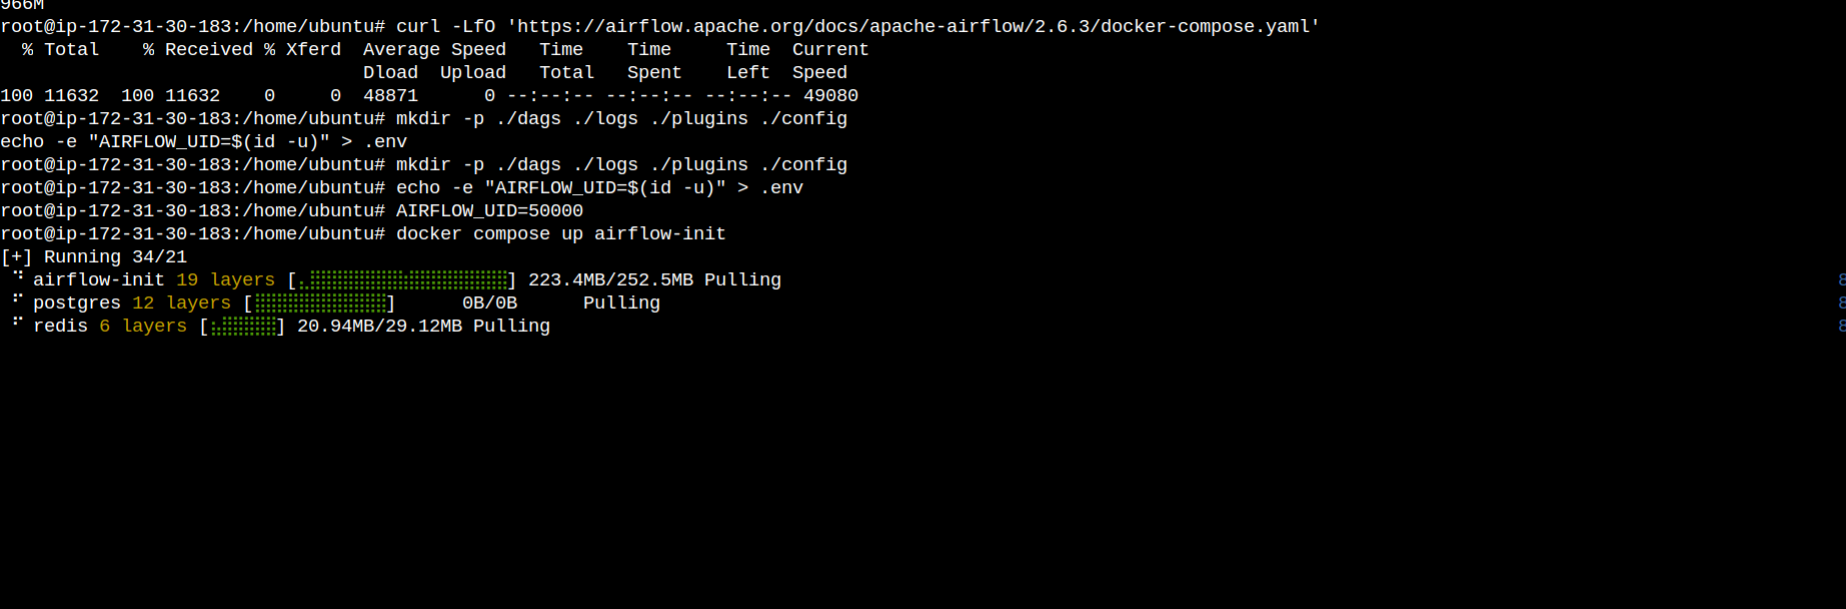 966M
root@ip-172-31-30-183:/home/ubuntu# curl -LfO 'https://airflow.apache.org/docs/apache-airflow/2.6.3/docker-compose.yaml'
  % Total    % Received % Xferd  Average Speed   Time    Time     Time  Current
                                 Dload  Upload   Total   Spent    Left  Speed
100 11632  100 11632    0     0  48871      0 --:--:-- --:--:-- --:--:-- 49080
root@ip-172-31-30-183:/home/ubuntu# mkdir -p ./dags ./logs ./plugins ./config
echo -e "AIRFLOW_UID=$(id -u)" > .env
root@ip-172-31-30-183:/home/ubuntu# mkdir -p ./dags ./logs ./plugins ./config
root@ip-172-31-30-183:/home/ubuntu# echo -e "AIRFLOW_UID=$(id -u)" > .env
root@ip-172-31-30-183:/home/ubuntu# AIRFLOW_UID=50000
root@ip-172-31-30-183:/home/ubuntu# docker compose up airflow-init
[+] Running 34/21
 ⠋ airflow-init 19 layers [⣄⣿⣿⣿⣿⣿⣿⣿⣿⣿⣿⣿⣿⣿⣿⣿⣿⣿⣿] 223.4MB/252.5MB Pulling
 ⠋ postgres 12 layers [⣿⣿⣿⣿⣿⣿⣿⣿⣿⣿⣿⣿]      0B/0B      Pulling
 ⠋ redis 6 layers [⣦⣿⣿⣿⣿⣿] 20.94MB/29.12MB Pulling